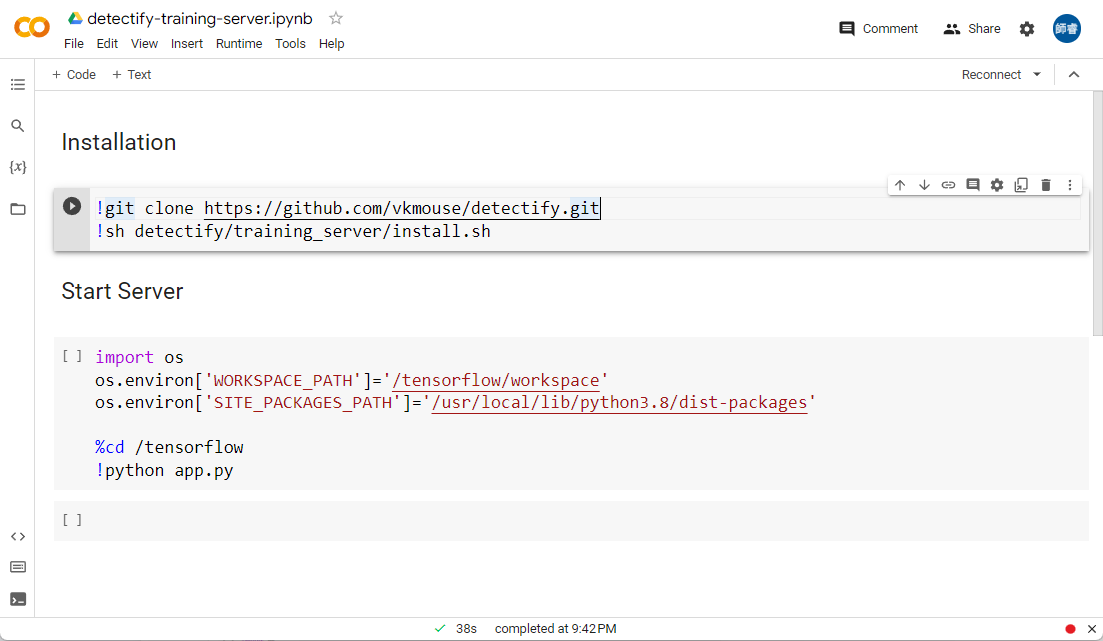 detectify-training-server.ipynb
File Edit View Insert Runtime Tools Help
Comment Share 師睿
+ Code + Text Reconnect
Installation
{x}
!git clone https://github.com/vkmouse/detectify.git
!sh detectify/training_server/install.sh
Start Server
[ ] import os
os.environ['WORKSPACE_PATH']='/tensorflow/workspace'
os.environ['SITE_PACKAGES_PATH']='/usr/local/lib/python3.8/dist-packages'
%cd /tensorflow
!python app.py
[ ]
38s completed at 9:42 PM